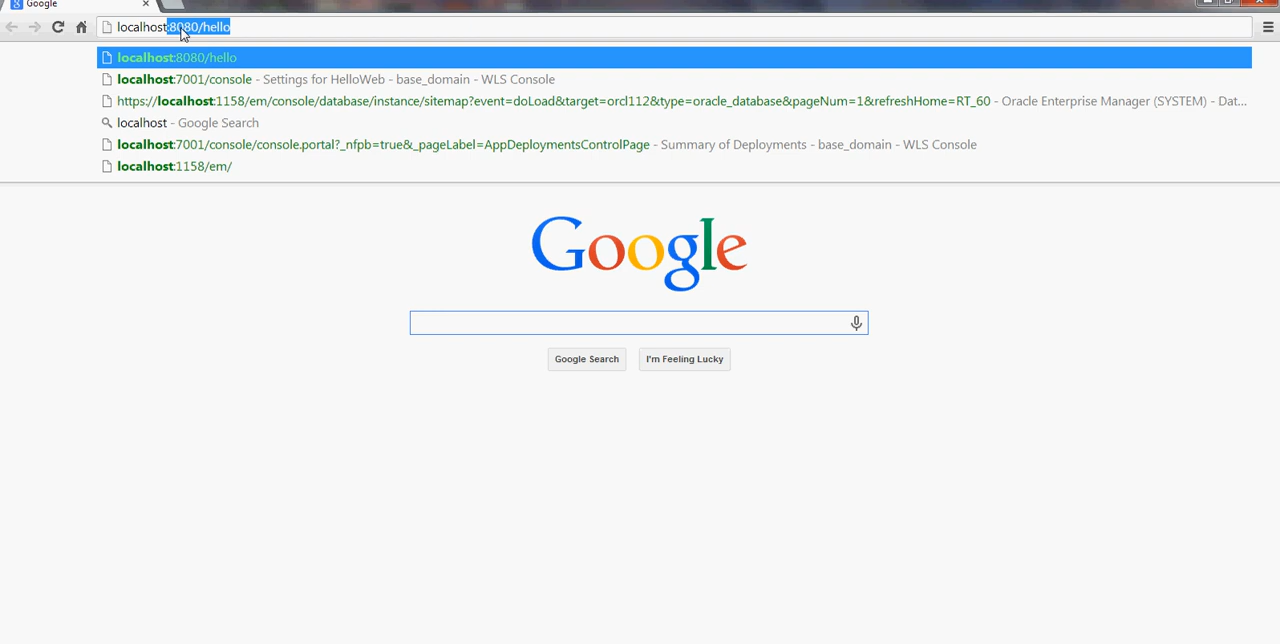 Google
localhost:8080/hello
localhost:8080/hello
localhost:7001/console - Settings for HelloWeb - base_domain - WLS Console
https://localhost:1158/em/console/database/instance/sitemap?event=doLoad&target=orcl112&type=oracle_database&pageNum=1&refreshHome=RT_60 - Oracle Enterprise Manager (SYSTEM) - Dat...
localhost - Google Search
localhost:7001/console/console.portal?_nfpb=true&_pageLabel=AppDeploymentsControlPage - Summary of Deployments - base_domain - WLS Console
localhost:1158/em/
Google
Google Search I'm Feeling Lucky